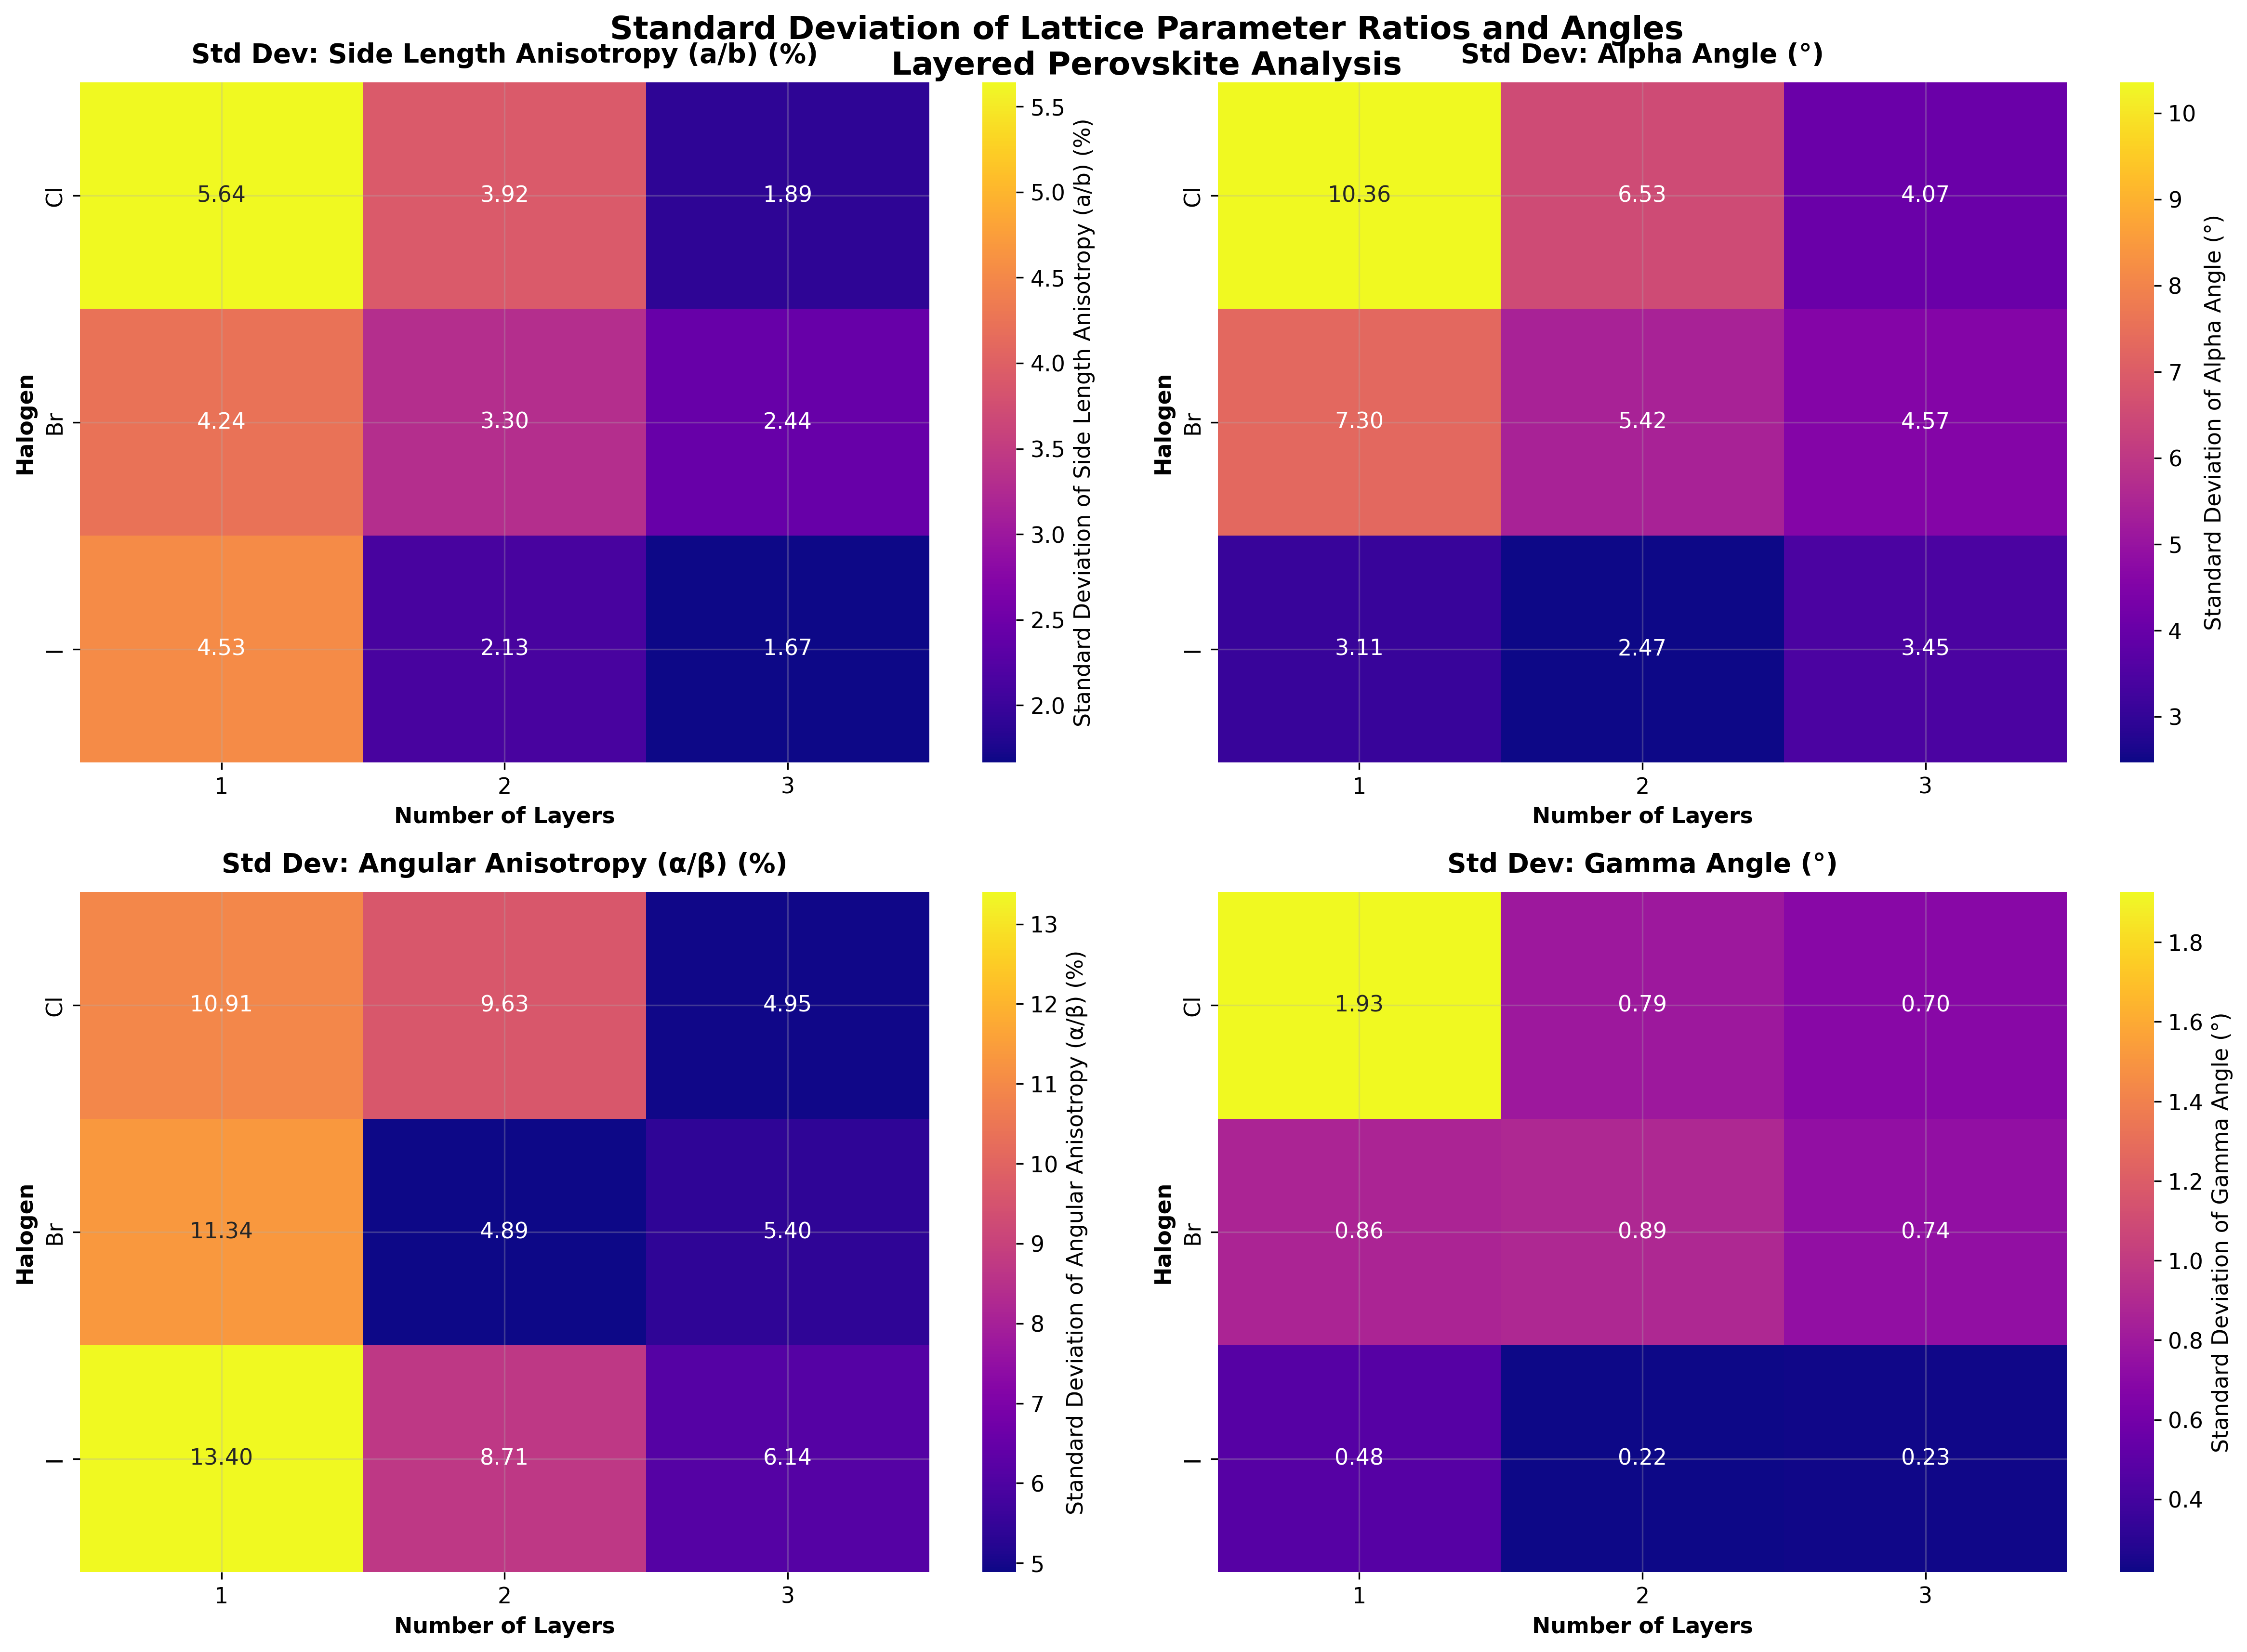 Standard Deviation of Lattice Parameter Ratios and Angles
Layered Perovskite Analysis
Std Dev: Side Length Anisotropy (a/b) (%)
Halogen
Cl
5.64 3.92 1.89
Br
4.24 3.30 2.44
I
4.53 2.13 1.67
1 2 3
Number of Layers
5.5
5.0
4.5
4.0
3.5
3.0
2.5
2.0
Standard Deviation of Side Length Anisotropy (a/b) (%)
Std Dev: Alpha Angle (°)
Halogen
Cl
10.36 6.53 4.07
Br
7.30 5.42 4.57
I
3.11 2.47 3.45
1 2 3
Number of Layers
10
9
8
7
6
5
4
3
Standard Deviation of Alpha Angle (°)
Std Dev: Angular Anisotropy (α/β) (%)
Halogen
Cl
10.91 9.63 4.95
Br
11.34 4.89 5.40
I
13.40 8.71 6.14
1 2 3
Number of Layers
13
12
11
10
9
8
7
6
5
Standard Deviation of Angular Anisotropy (α/β) (%)
Std Dev: Gamma Angle (°)
Halogen
Cl
1.93 0.79 0.70
Br
0.86 0.89 0.74
I
0.48 0.22 0.23
1 2 3
Number of Layers
1.8
1.6
1.4
1.2
1.0
0.8
0.6
0.4
Standard Deviation of Gamma Angle (°)